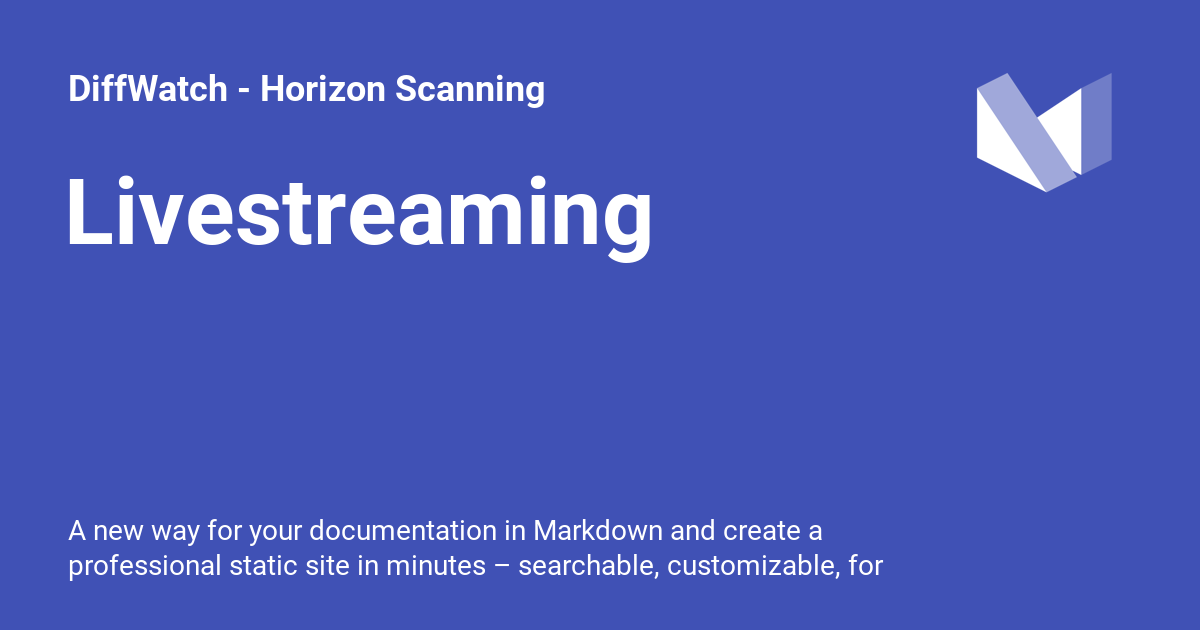 DiffWatch - Horizon Scanning
Livestreaming
A new way for your documentation in Markdown and create a
professional static site in minutes – searchable, customizable, for